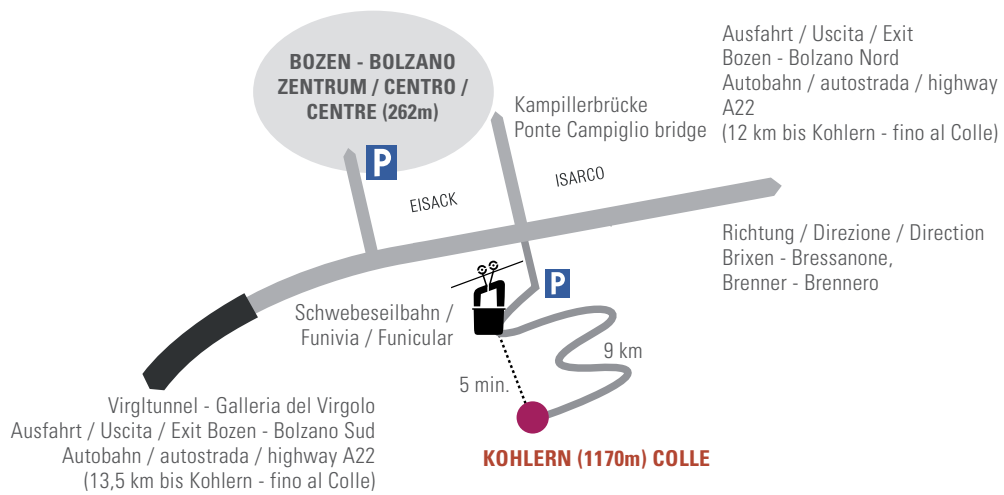 BOZEN - BOLZANO
ZENTRUM / CENTRO /
CENTRE (262m)
P
Kampillerbrücke
Ponte Campiglio bridge
Ausfahrt / Uscita / Exit
Bozen - Bolzano Nord
Autobahn / autostrada / highway
A22
(12 km bis Kohlern - fino al Colle)
EISACK
ISARCO
Richtung / Direzione / Direction
Brixen - Bressanone,
Brenner - Brennero
P
Schwebeseilbahn /
Funivia / Funicular
9 km
5 min.
Virgltunnel - Galleria del Virgolo
Ausfahrt / Uscita / Exit Bozen - Bolzano Sud
Autobahn / autostrada / highway A22
(13,5 km bis Kohlern - fino al Colle)
KOHLERN (1170m) COLLE